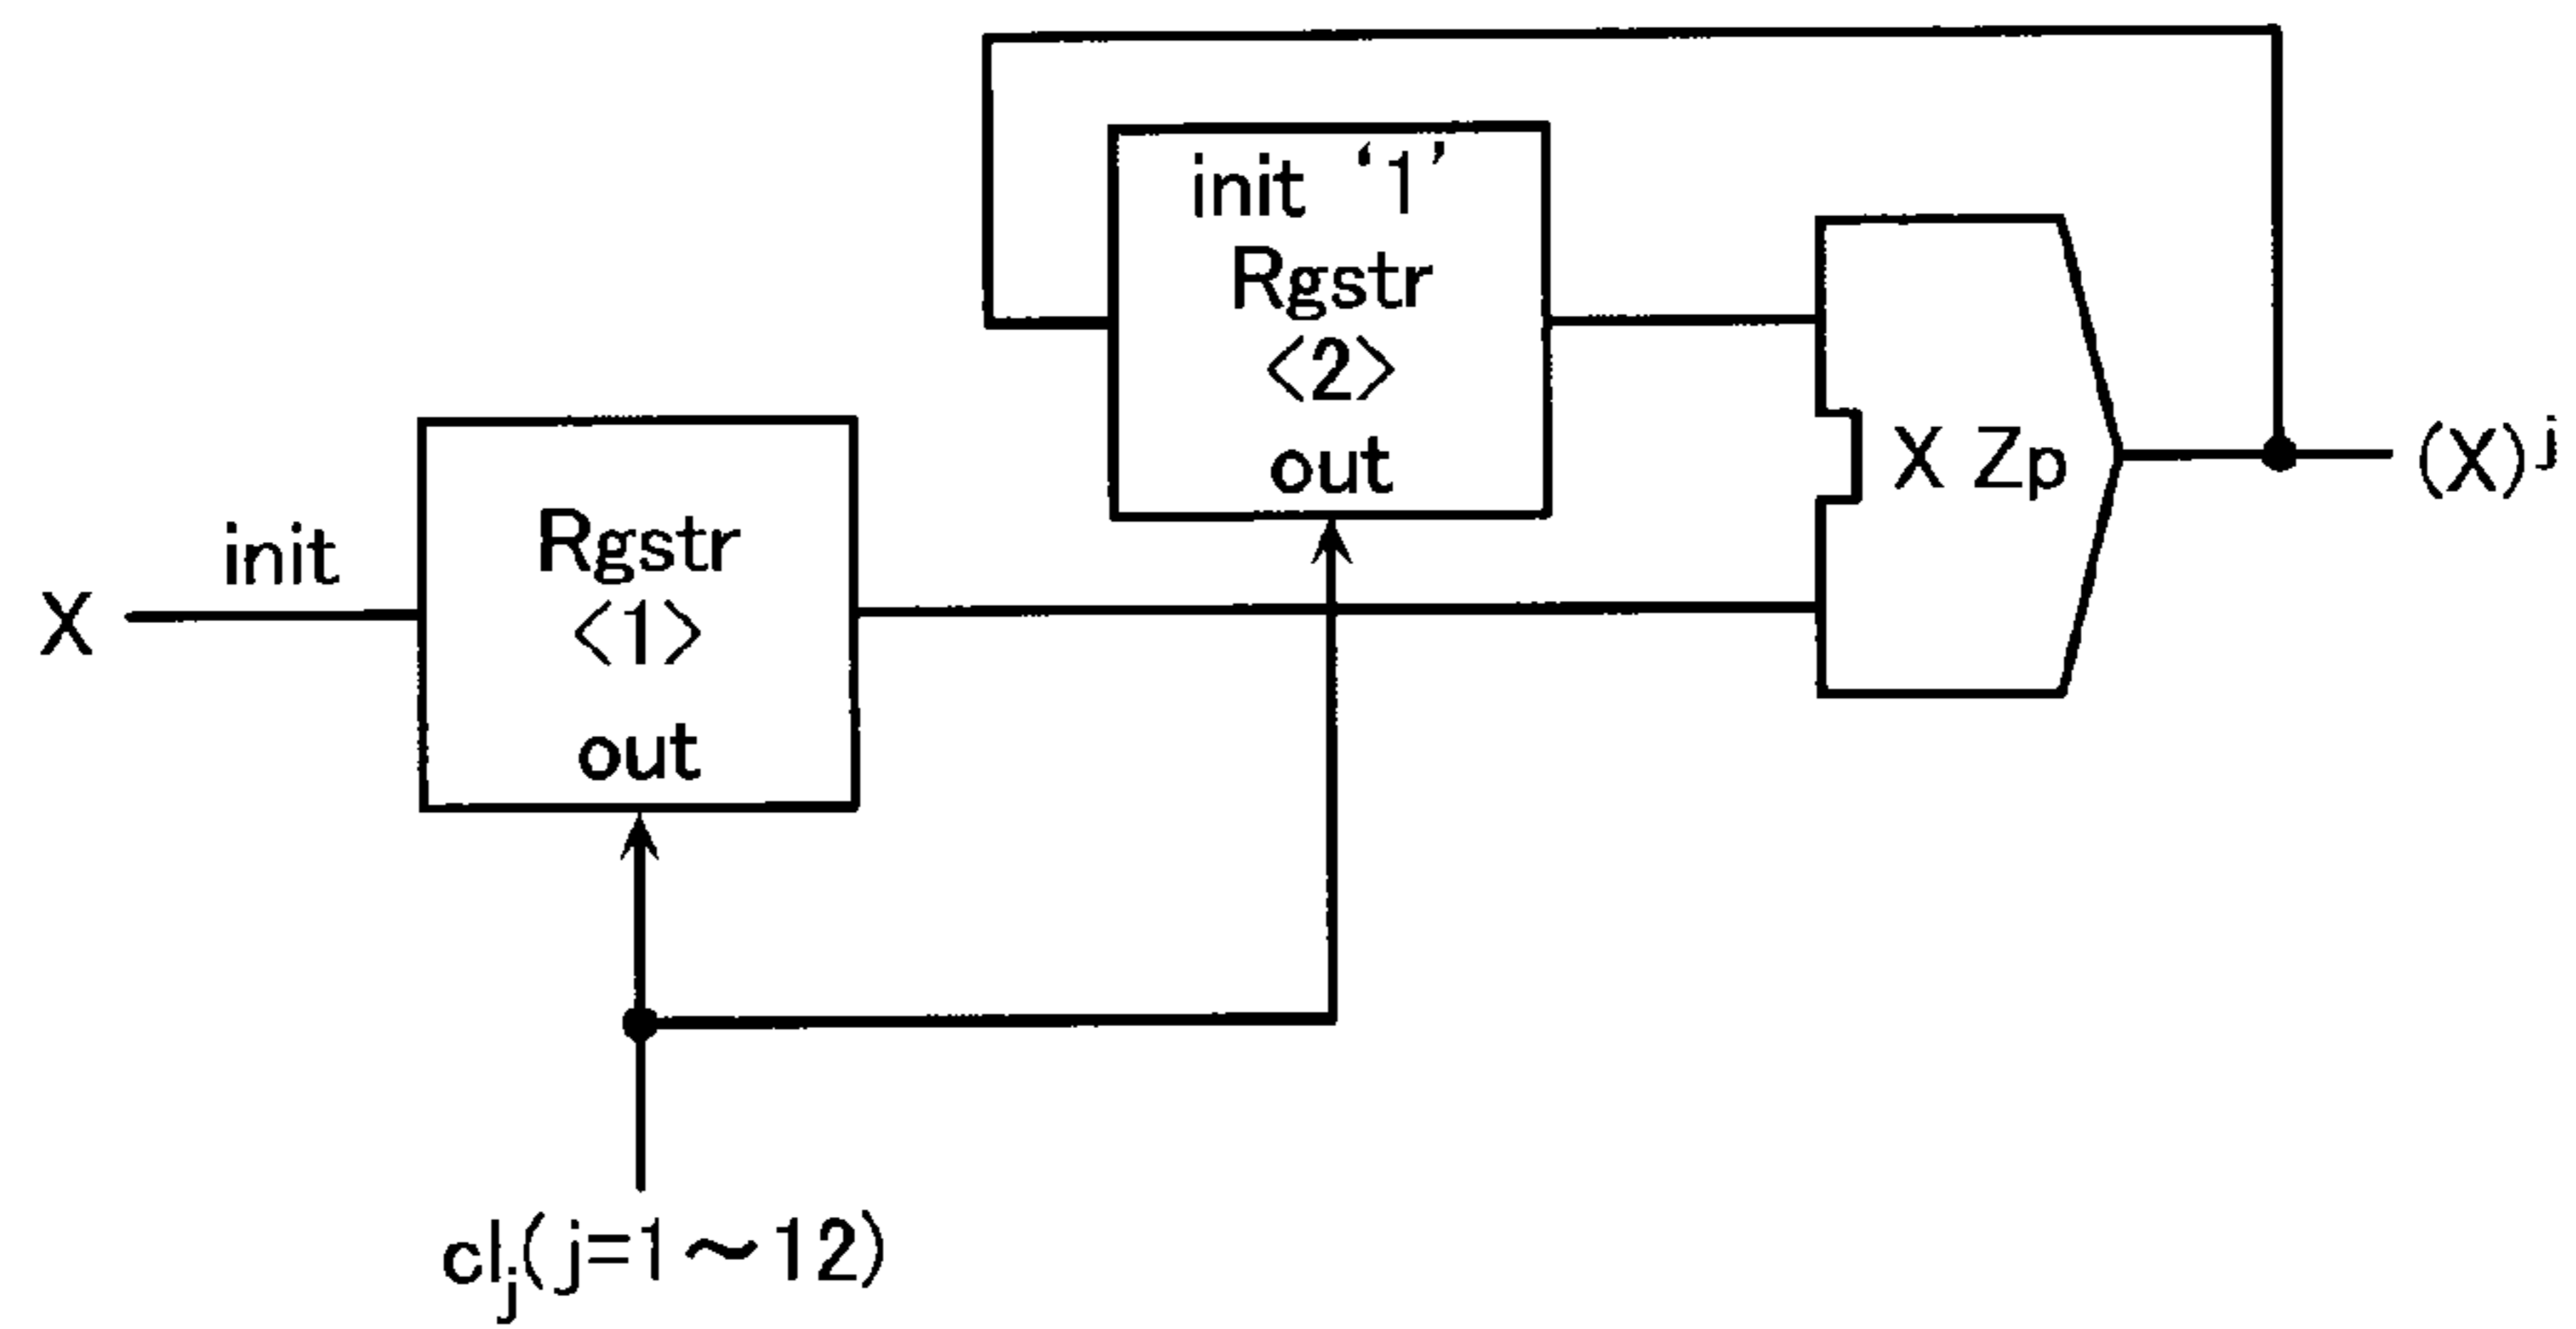 init ‘1’
Rgstr
<2>
out
X Zp
(X)^j
init
X
Rgstr
<1>
out
cl_j(j=1～12)